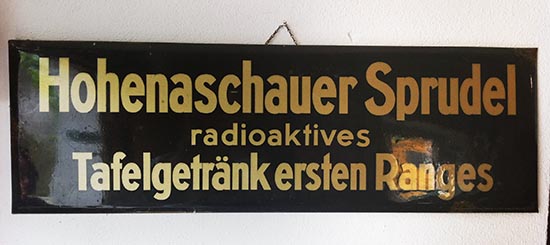 Hohenaschauer Sprudel
radioaktives
Tafelgetränk ersten Ranges